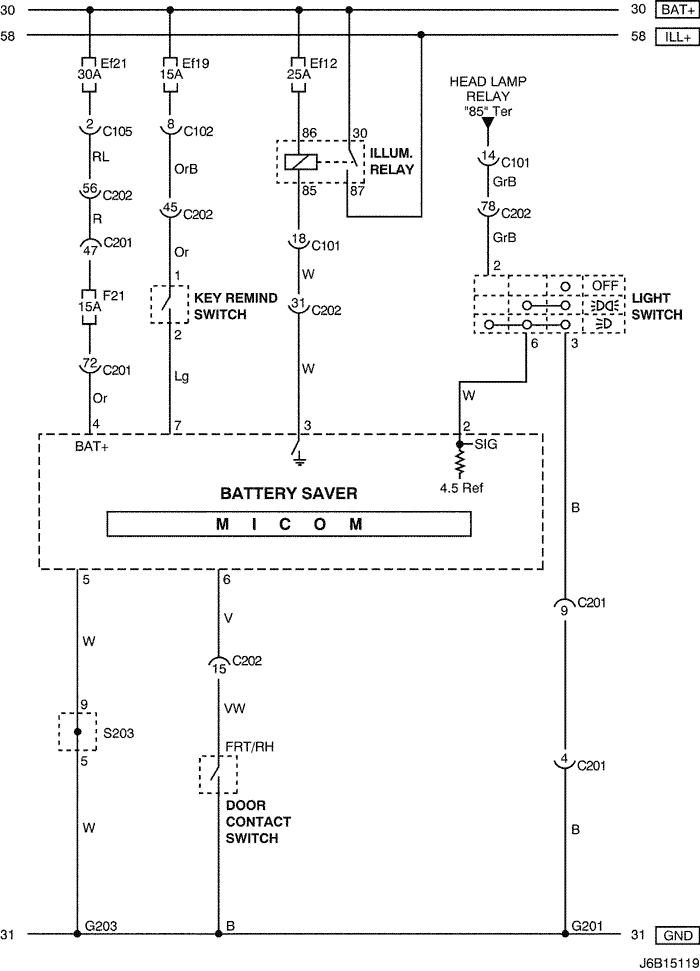 30
30 BAT+
58
58 ILL+
Ef21
30A
Ef19
15A
Ef12
25A
HEAD LAMP
RELAY
"85" Ter
2
C105
8
C102
86
30
ILLUM.
RELAY
14
C101
RL
OrB
GrB
56
C202
85
87
78
C202
R
45
C202
GrB
47
C201
Or
18
C101
1
W
2
F21
15A
KEY REMIND
SWITCH
31
C202
OFF
LIGHT
SWITCH
2
6
3
72
C201
Lg
W
W
Or
4
7
3
2
BAT+
SIG
4.5 Ref
BATTERY SAVER
M I C O M
B
5
6
V
C201
9
W
15
C202
VW
9
S203
5
FRT/RH
4
C201
DOOR
CONTACT
SWITCH
W
B
31
G203
B
G201
31 GND
J6B15119